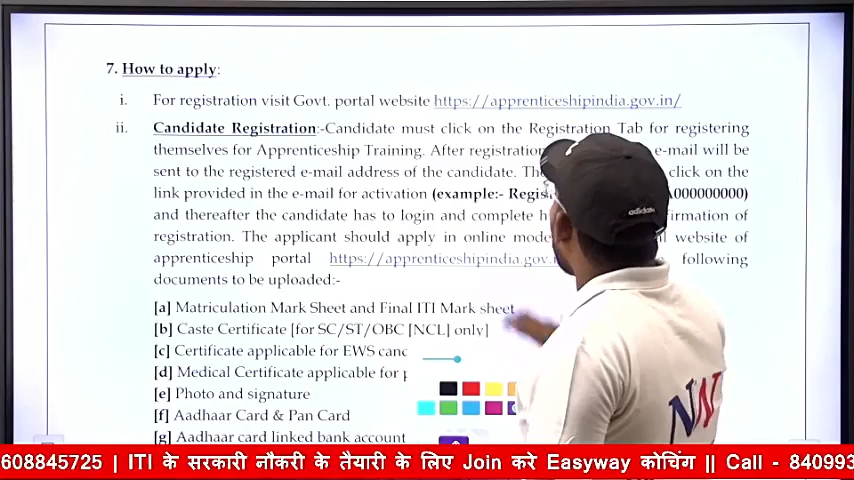 7. How to apply:
i. For registration visit Govt. portal website https://apprenticeshipindia.gov.in/
ii. Candidate Registration:-Candidate must click on the Registration Tab for registering
themselves for Apprenticeship Training. After registration e-mail will be
sent to the registered e-mail address of the candidate. click on the
link provided in the e-mail for activation (example:- 000000000)
and thereafter the candidate has to login and complete of
registration. The applicant should apply in online mode website of
apprenticeship portal https://apprenticeshipindia.gov. following
documents to be uploaded:-
[a] Matriculation Mark Sheet and Final ITI Mark sheet
[b] Caste Certificate [for SC/ST/OBC [NCL] only]
[c] Certificate applicable for EWS
[d] Medical Certificate applicable for
[e] Photo and signature
[f] Aadhaar Card & Pan Card
[g] Aadhaar card linked bank account
adidas
NN
608845725 | ITI के सरकारी नौकरी के तैयारी के लिए Join करे Easyway कोचिंग || Call - 840993